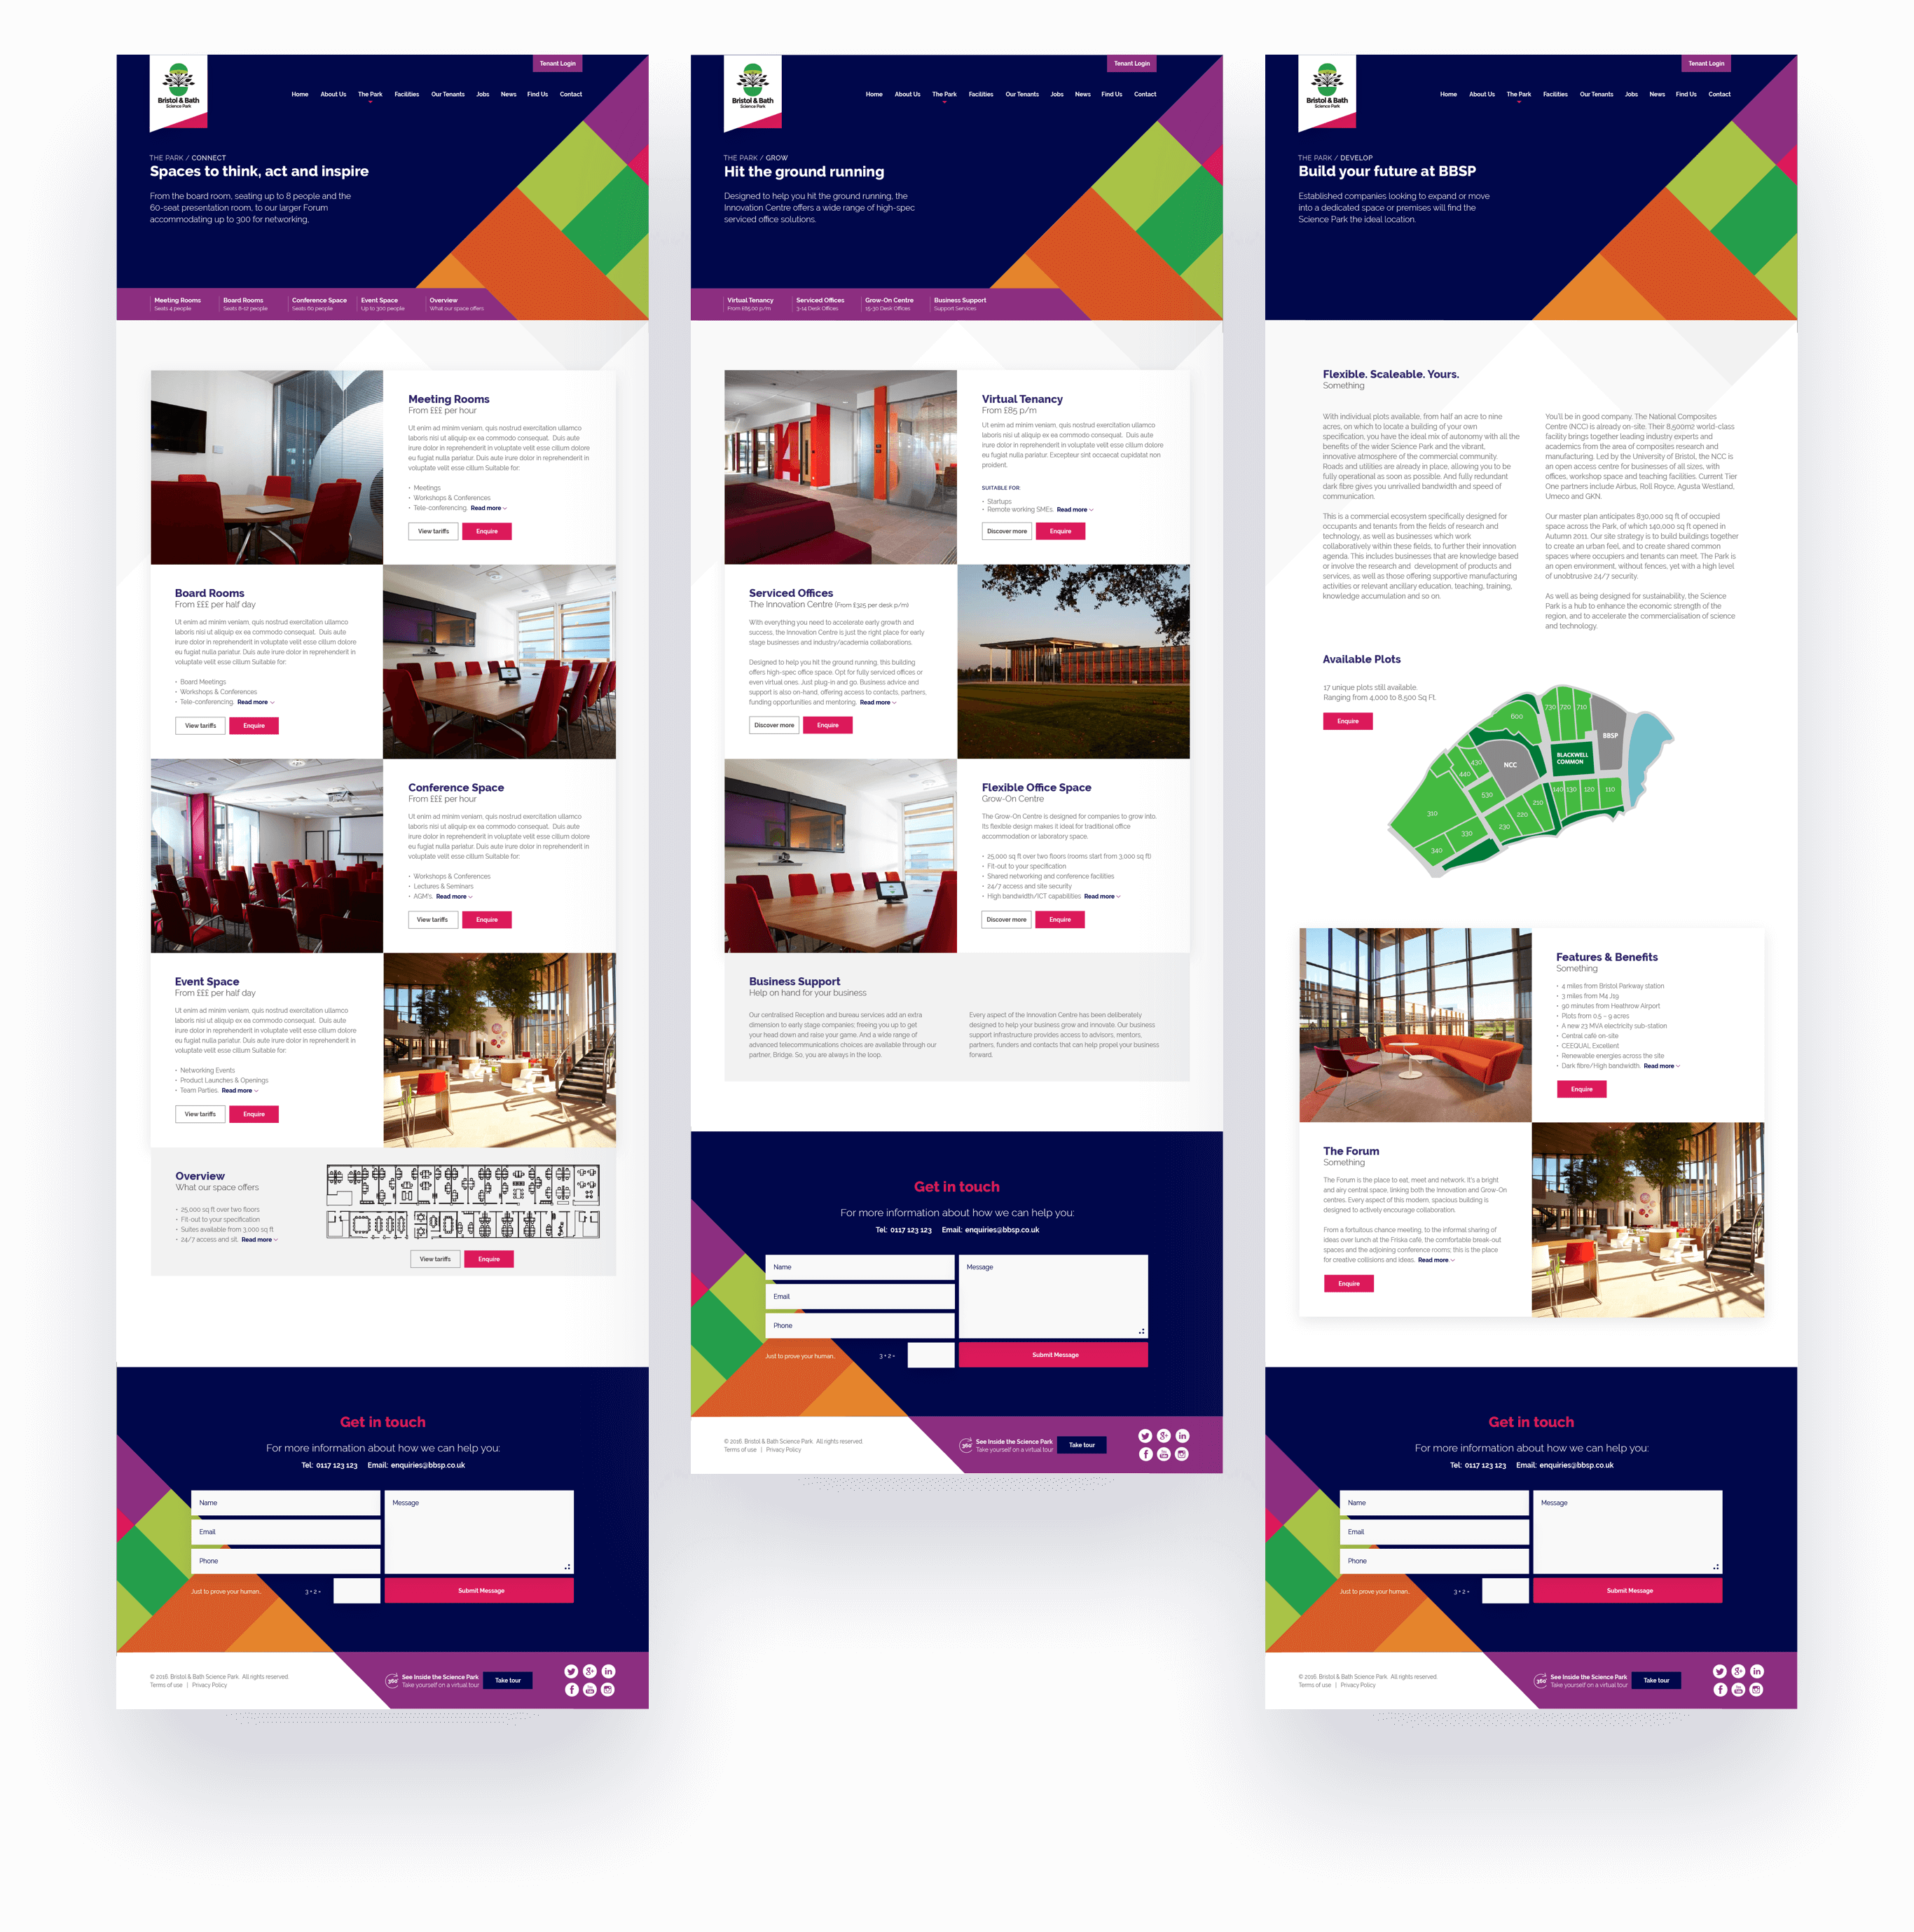 Tenant Login
Bristol & Bath
Science Park
Home About Us The Park Facilities Our Tenants Jobs News Find Us Contact
THE PARK / CONNECT
Spaces to think, act and inspire
From the board room, seating up to 8 people and the
60-seat presentation room, to our larger Forum
accommodating up to 300 for networking.
Meeting Rooms
Seats 4 people
Board Rooms
Seats 8-12 people
Conference Space
Seats 60 people
Event Space
Up to 300 people
Overview
What our space offers
Meeting Rooms
From £££ per hour
Ut enim ad minim veniam, quis nostrud exercitation ullamco
laboris nisi ut aliquip ex ea commodo consequat. Duis aute
irure dolor in reprehenderit in voluptate velit esse cillum dolore
eu fugiat nulla pariatur. Duis aute irure dolor in reprehenderit in
voluptate velit esse cillum Suitable for:
• Meetings
• Workshops & Conferences
• Tele-conferencing. Read more
View tariffs
Enquire
Board Rooms
From £££ per half day
Ut enim ad minim veniam, quis nostrud exercitation ullamco
laboris nisi ut aliquip ex ea commodo consequat. Duis aute
irure dolor in reprehenderit in voluptate velit esse cillum dolore
eu fugiat nulla pariatur. Duis aute irure dolor in reprehenderit in
voluptate velit esse cillum Suitable for:
• Board Meetings
• Workshops & Conferences
• Tele-conferencing. Read more
View tariffs
Enquire
Conference Space
From £££ per hour
Ut enim ad minim veniam, quis nostrud exercitation ullamco
laboris nisi ut aliquip ex ea commodo consequat. Duis aute
irure dolor in reprehenderit in voluptate velit esse cillum dolore
eu fugiat nulla pariatur. Duis aute irure dolor in reprehenderit in
voluptate velit esse cillum Suitable for:
• Workshops & Conferences
• Lectures & Seminars
• AGM's. Read more
View tariffs
Enquire
Event Space
From £££ per half day
Ut enim ad minim veniam, quis nostrud exercitation ullamco
laboris nisi ut aliquip ex ea commodo consequat. Duis aute
irure dolor in reprehenderit in voluptate velit esse cillum dolore
eu fugiat nulla pariatur. Duis aute irure dolor in reprehenderit in
voluptate velit esse cillum Suitable for:
• Networking Events
• Product Launches & Openings
• Team Parties. Read more
View tariffs
Enquire
Overview
What our space offers
• 25,000 sq ft over two floors
• Fit-out to your specification
• Suites available from 3,000 sq ft
• 24/7 access and sit. Read more
View tariffs
Enquire
Get in touch
For more information about how we can help you:
Tel: 0117 123 123 Email: enquiries@bbsp.co.uk
Name
Email
Phone
Message
Just to prove your human..
3 + 2 =
Submit Message
© 2016. Bristol & Bath Science Park. All rights reserved.
Terms of use | Privacy Policy
360°
See Inside the Science Park
Take yourself on a virtual tour
Take tour
Tenant Login
Bristol & Bath
Science Park
Home About Us The Park Facilities Our Tenants Jobs News Find Us Contact
THE PARK / GROW
Hit the ground running
Designed to help you hit the ground running, the
Innovation Centre offers a wide range of high-spec
serviced office solutions.
Virtual Tenancy
From £85.00 p/m
Serviced Offices
3-14 Desk Offices
Grow-On Centre
15-30 Desk Offices
Business Support
Support Services
Virtual Tenancy
From £85 p/m
Ut enim ad minim veniam, quis nostrud exercitation ullamco
laboris nisi ut aliquip ex ea commodo consequat. Duis aute
irure dolor in reprehenderit in voluptate velit esse cillum dolore
eu fugiat nulla pariatur. Excepteur sint occaecat cupidatat non
proident.
SUITABLE FOR
• Startups
• Remote working SMEs. Read more
Discover more
Enquire
Serviced Offices
The Innovation Centre (From £325 per desk p/m)
With everything you need to accelerate early growth and
success, the Innovation Centre is just the right place for early
stage businesses and industry/academia collaborations.
Designed to help you hit the ground running, this building
offers high-spec office space. Opt for fully serviced offices or
even virtual ones. Just plug-in and go. Business advice and
support is also on-hand, offering access to contacts, partners,
funding opportunities and mentoring. Read more
Discover more
Enquire
Flexible Office Space
Grow-On Centre
The Grow-On Centre is designed for companies to grow into.
Its flexible design makes it ideal for traditional office
accommodation or laboratory space.
• 25,000 sq ft over two floors (rooms start from 3,000 sq ft)
• Fit-out to your specification
• Shared networking and conference facilities
• 24/7 access and site security
• High bandwidth/ICT capabilities Read more
Discover more
Enquire
Business Support
Help on hand for your business
Our centralised Reception and bureau services add an extra
dimension to early stage companies: freeing you up to get
your head down and raise your game. And a wide range of
advanced telecommunications choices are available through our
partner, Bridge. So, you are always in the loop.
Every aspect of the Innovation Centre has been deliberately
designed to help your business grow and innovate. Our business
support infrastructure provides access to advisors, mentors,
partners, funders and contacts that can help propel your business
forward.
Get in touch
For more information about how we can help you:
Tel: 0117 123 123 Email: enquiries@bbsp.co.uk
Name
Email
Phone
Message
Just to prove your human..
3 + 2 =
Submit Message
© 2016. Bristol & Bath Science Park. All rights reserved.
Terms of use | Privacy Policy
360°
See Inside the Science Park
Take yourself on a virtual tour
Take tour
Tenant Login
Bristol & Bath
Science Park
Home About Us The Park Facilities Our Tenants Jobs News Find Us Contact
THE PARK / DEVELOP
Build your future at BBSP
Established companies looking to expand or move
into a dedicated space or premises will find the
Science Park the ideal location.
Flexible. Scaleable. Yours.
Something
With individual plots available, from half an acre to nine
acres, on which to locate a building of your own
specification, you have the ideal mix of autonomy with all the
benefits of the wider Science Park and the vibrant,
innovative atmosphere of the commercial community.
Roads and utilities are already in place, allowing you to be
fully operational as soon as possible. And fully redundant
dark fibre gives you unrivalled bandwidth and speed of
communication.
This is a commercial ecosystem specifically designed for
occupants and tenants from the fields of research and
technology, as well as businesses which work
collaboratively within these fields, to further their innovation
agenda. This includes businesses that are knowledge based
or involve the research and development of products and
services, as well as those offering supportive manufacturing
activities or relevant ancillary education, teaching, training,
knowledge accumulation and so on.
You'll be in good company. The National Composites
Centre (NCC) is already on-site. Their 8,500m2 world-class
facility brings together leading industry experts and
academics from the area of composites research and
manufacturing. Led by the University of Bristol, the NCC is
an open access centre for businesses of all sizes, with
offices, workshop space and teaching facilities. Current Tier
One partners include Airbus, Roll Royce, Agusta Westland,
Umeco and GKN.
Our master plan anticipates 830,000 sq ft of occupied
space across the Park, of which 140,000 sq ft opened in
Autumn 2011. Our site strategy is to build buildings together
to create an urban feel, and to create shared common
spaces where occupiers and tenants can meet. The Park is
an open environment, without fences, yet with a high level
of unobtrusive 24/7 security.
As well as being designed for sustainability, the Science
Park is a hub to enhance the economic strength of the
region, and to accelerate the commercialisation of science
and technology.
Available Plots
17 unique plots still available.
Ranging from 4,000 to 8,500 Sq Ft.
Enquire
600
730
720
710
BBSP
BLACKWELL
COMMON
NCC
430
440
530
310
330
340
230
220
210
140
130
120
110
Features & Benefits
Something
• 4 miles from Bristol Parkway station
• 3 miles from M4 J19
• 90 minutes from Heathrow Airport
• Plots from 0.5 – 9 acres
• A new 23 MVA electricity sub-station
• Central café on-site
• CEEQUAL Excellent
• Renewable energies across the site
• Dark fibre/High bandwidth. Read more
Enquire
The Forum
Something
The Forum is the place to eat, meet and network. It's a bright
and airy central space, linking both the Innovation and Grow-On
centres. Every aspect of this modern, spacious building is
designed to actively encourage collaboration.
From a fortuitous chance meeting, to the informal sharing of
ideas over lunch at the Friska café, the comfortable break-out
spaces and the adjoining conference rooms; this is the place
for creative collisions and ideas. Read more
Enquire
Get in touch
For more information about how we can help you:
Tel: 0117 123 123 Email: enquiries@bbsp.co.uk
Name
Email
Phone
Message
Just to prove your human..
3 + 2 =
Submit Message
© 2016. Bristol & Bath Science Park. All rights reserved.
Terms of use | Privacy Policy
360°
See Inside the Science Park
Take yourself on a virtual tour
Take tour